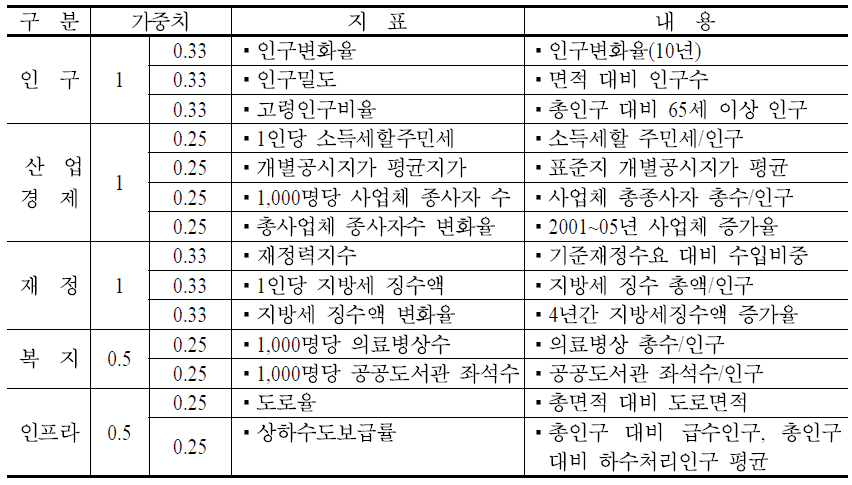 구 분 가중치 지 표 내 용
인 구 1 0.33 ▪인구변화율 ▪인구변화율(10년)
0.33 ▪인구밀도 ▪면적 대비 인구수
0.33 ▪고령인구비율 ▪총인구 대비 65세 이상 인구
산 업 경 제 1 0.25 ▪1인당 소득세할주민세 ▪소득세할 주민세/인구
0.25 ▪개별공시지가 평균지가 ▪표준지 개별공시지가 평균
0.25 ▪1,000명당 사업체 종사자 수 ▪사업체 총종사자 총수/인구
0.25 ▪총사업체 종사자수 변화율 ▪2001~05년 사업체 증가율
재 정 1 0.33 ▪재정력지수 ▪기준재정수요 대비 수입비중
0.33 ▪1인당 지방세 징수액 ▪지방세 징수 총액/인구
0.33 ▪지방세 징수액 변화율 ▪4년간 지방세징수액 증가율
복 지 0.5 0.25 ▪1,000명당 의료병상수 ▪의료병상 총수/인구
0.25 ▪1,000명당 공공도서관 좌석수 ▪공공도서관 좌석수/인구
인프라 0.5 0.25 ▪도로율 ▪총면적 대비 도로면적
0.25 ▪상하수도보급률 ▪총인구 대비 급수인구, 총인구
대비 하수처리인구 평균